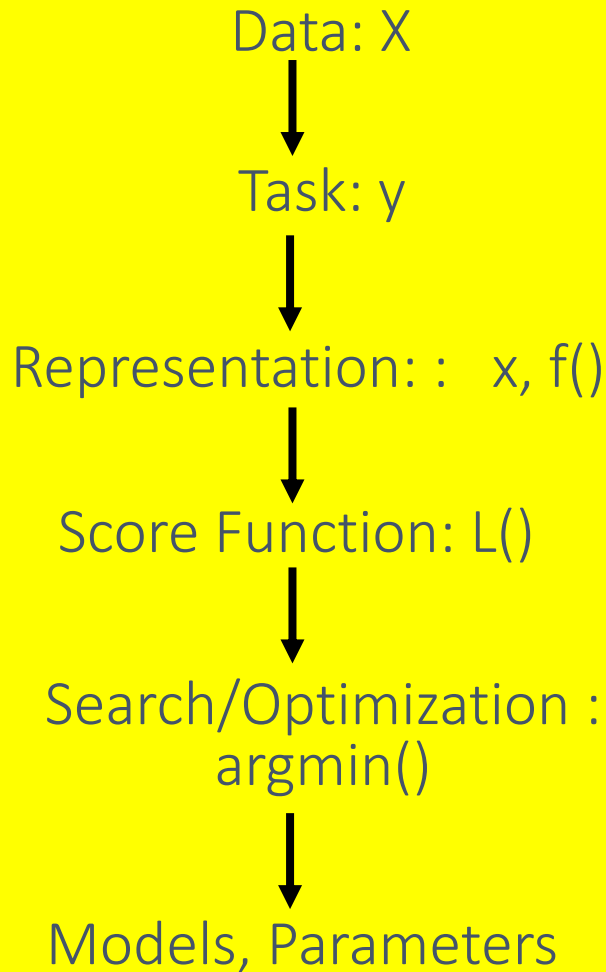 Data: X
Task: y
Representation: : x, f()
Score Function: L()
Search/Optimization :
argmin()
Models, Parameters